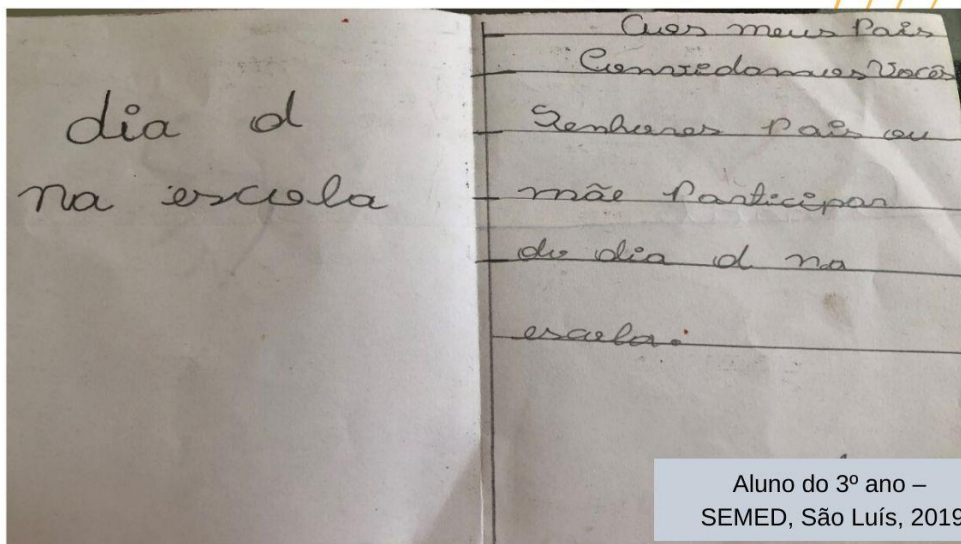 dia d
na escola
Aos meus Pais
Convidamos Vocês
Senhores Pais ou
mãe Participar
do dia d na
escola.
Aluno do 3º ano –
SEMED, São Luís, 2019